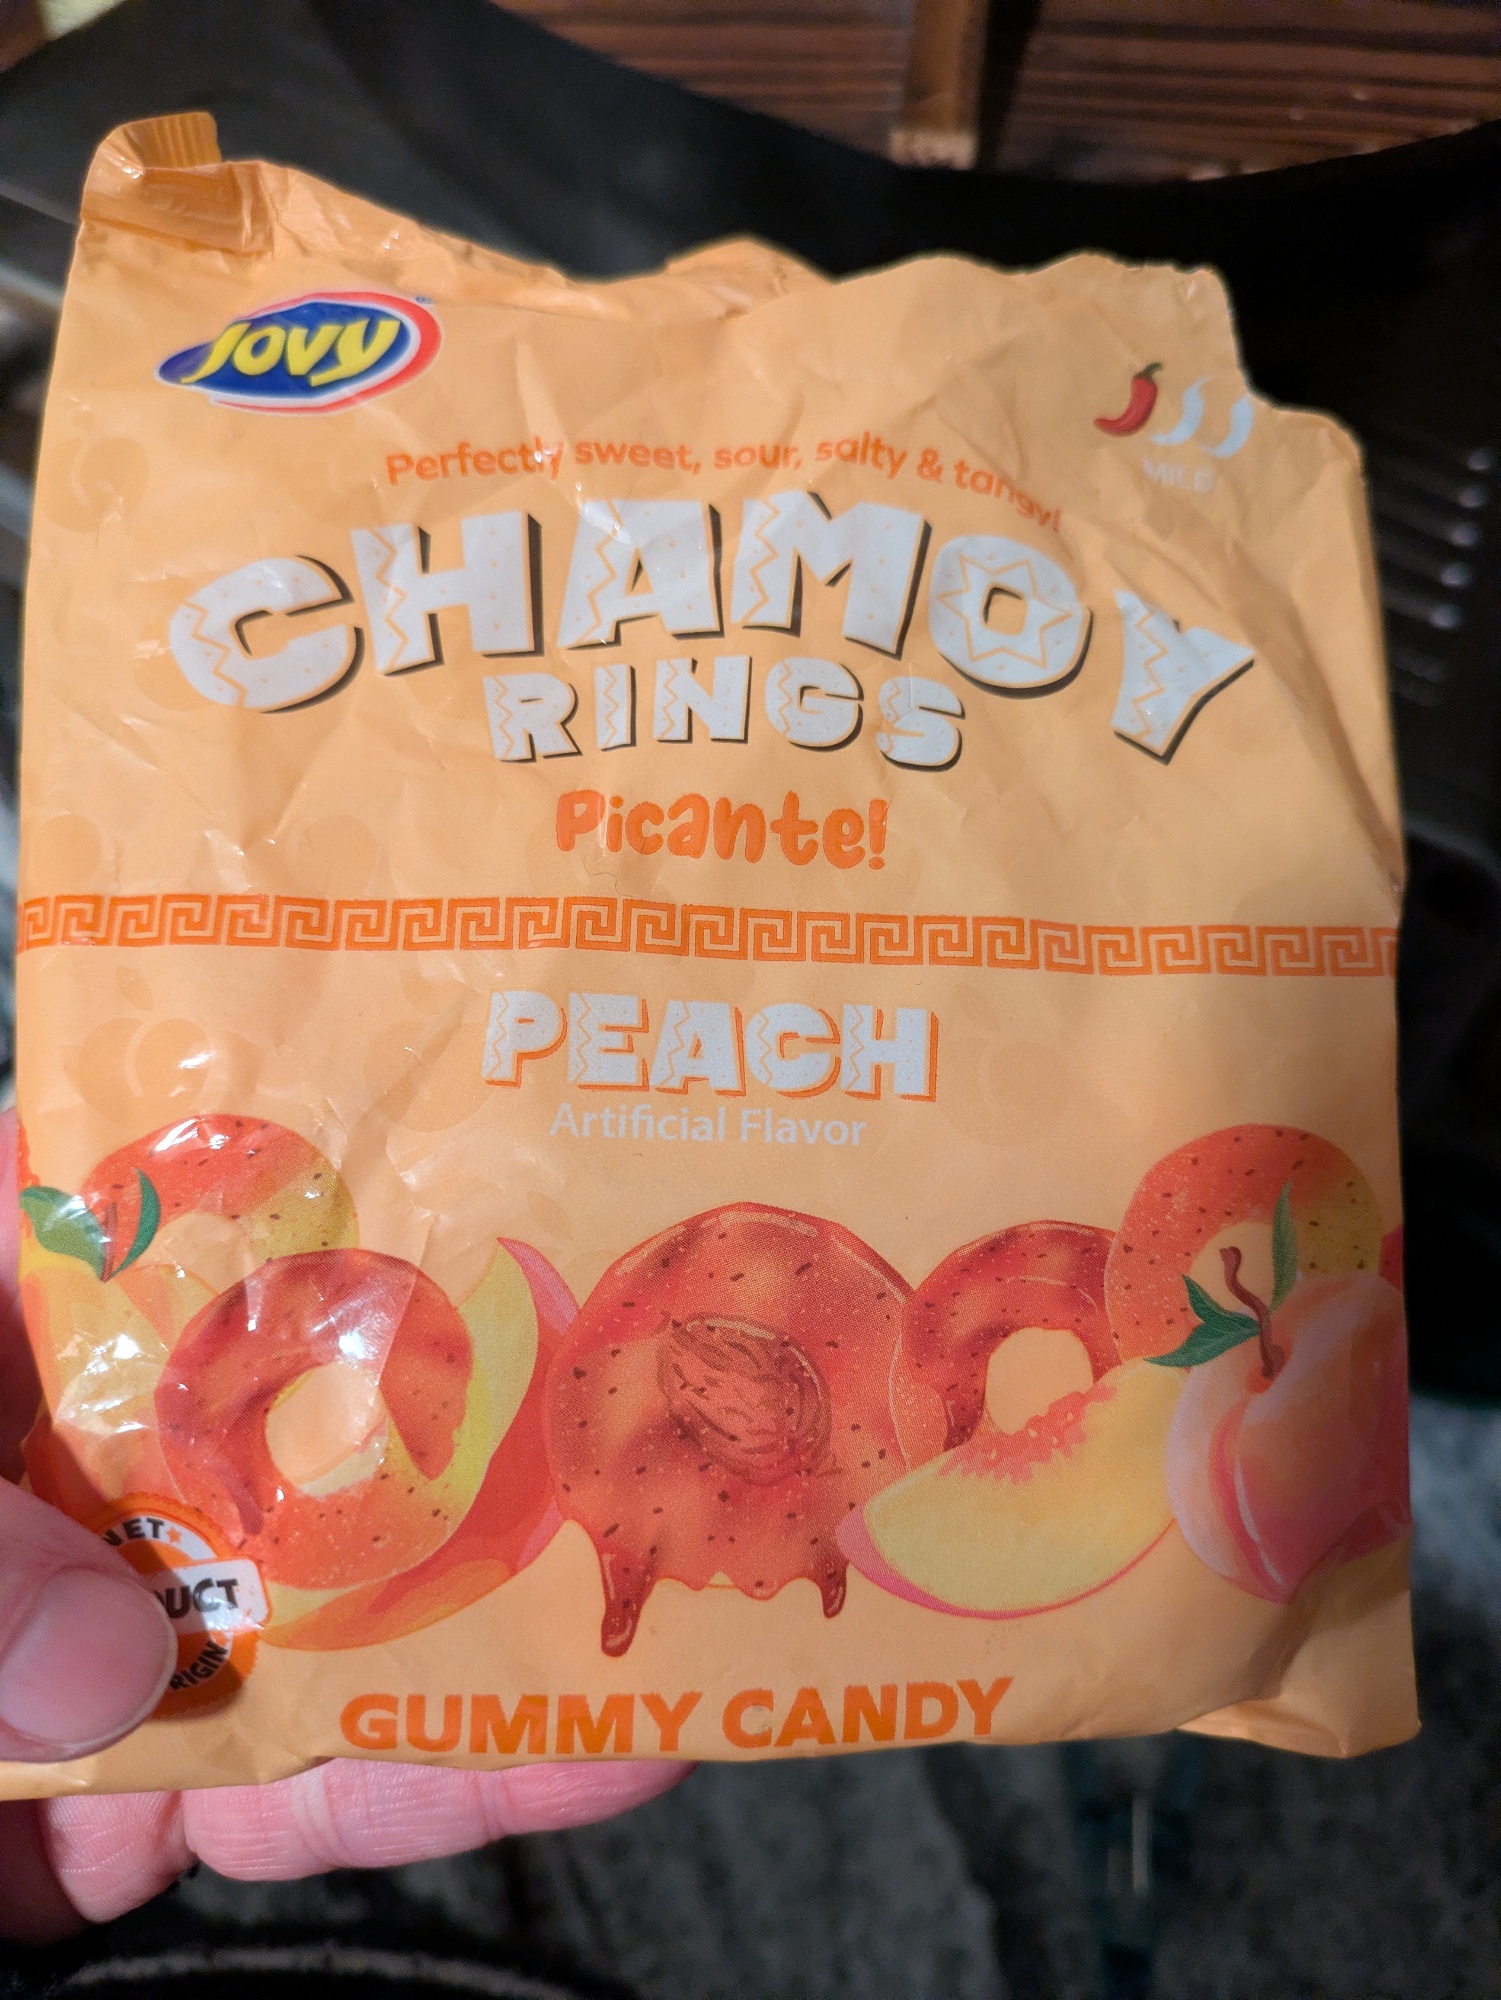 Jovy
MILD
Perfectly sweet, sour, salty & tangy!
CHAMOY
RINGS
Picante!
PEACH
Artificial Flavor
GUMMY CANDY